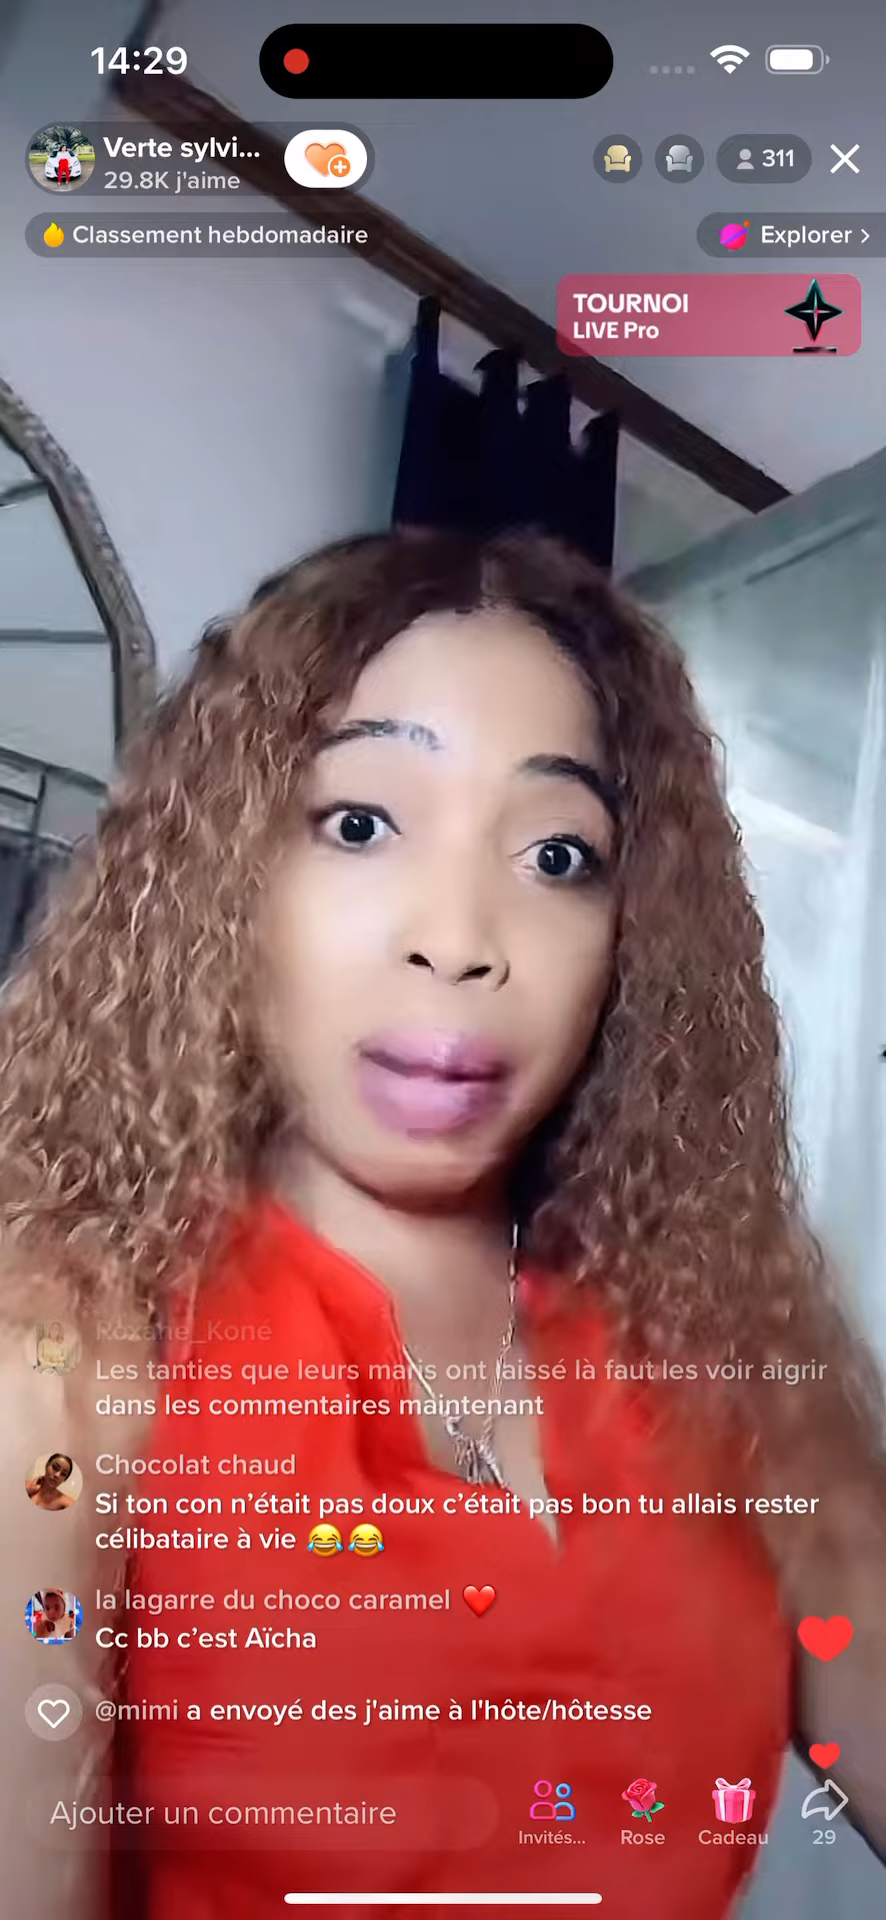 14:29
Verte sylvi...
29.8K j'aime
311
Classement hebdomadaire
Explorer >
TOURNOI
LIVE Pro
Roxane_Koné
Les tanties que leurs maris ont laissé là faut les voir aigrir
dans les commentaires maintenant
Chocolat chaud
Si ton con n'était pas doux c'était pas bon tu allais rester
célibataire à vie 😂😂
la lagarre du choco caramel ❤️
Cc bb c'est Aïcha
@mimi a envoyé des j'aime à l'hôte/hôtesse
Ajouter un commentaire
Invités...
Rose
Cadeau
29